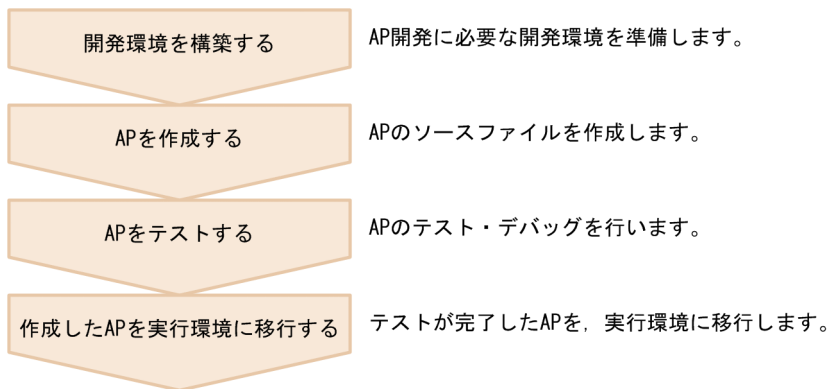 開発環境を構築する
AP開発に必要な開発環境を準備します。
APを作成する
APのソースファイルを作成します。
APをテストする
APのテスト・デバッグを行います。
作成したAPを実行環境に移行する
テストが完了したAPを，実行環境に移行します。